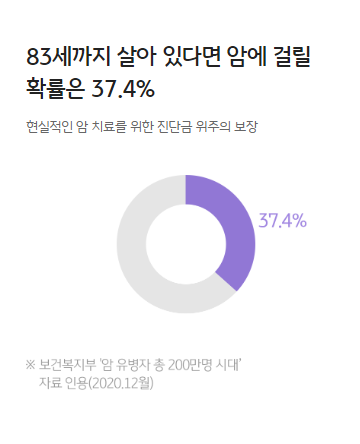 83세까지 살아 있다면 암에 걸릴
확률은 37.4%
현실적인 암 치료를 위한 진단금 위주의 보장
37.4%
※ 보건복지부 '암 유병자 총 200만명 시대'
자료 인용(2020.12월)